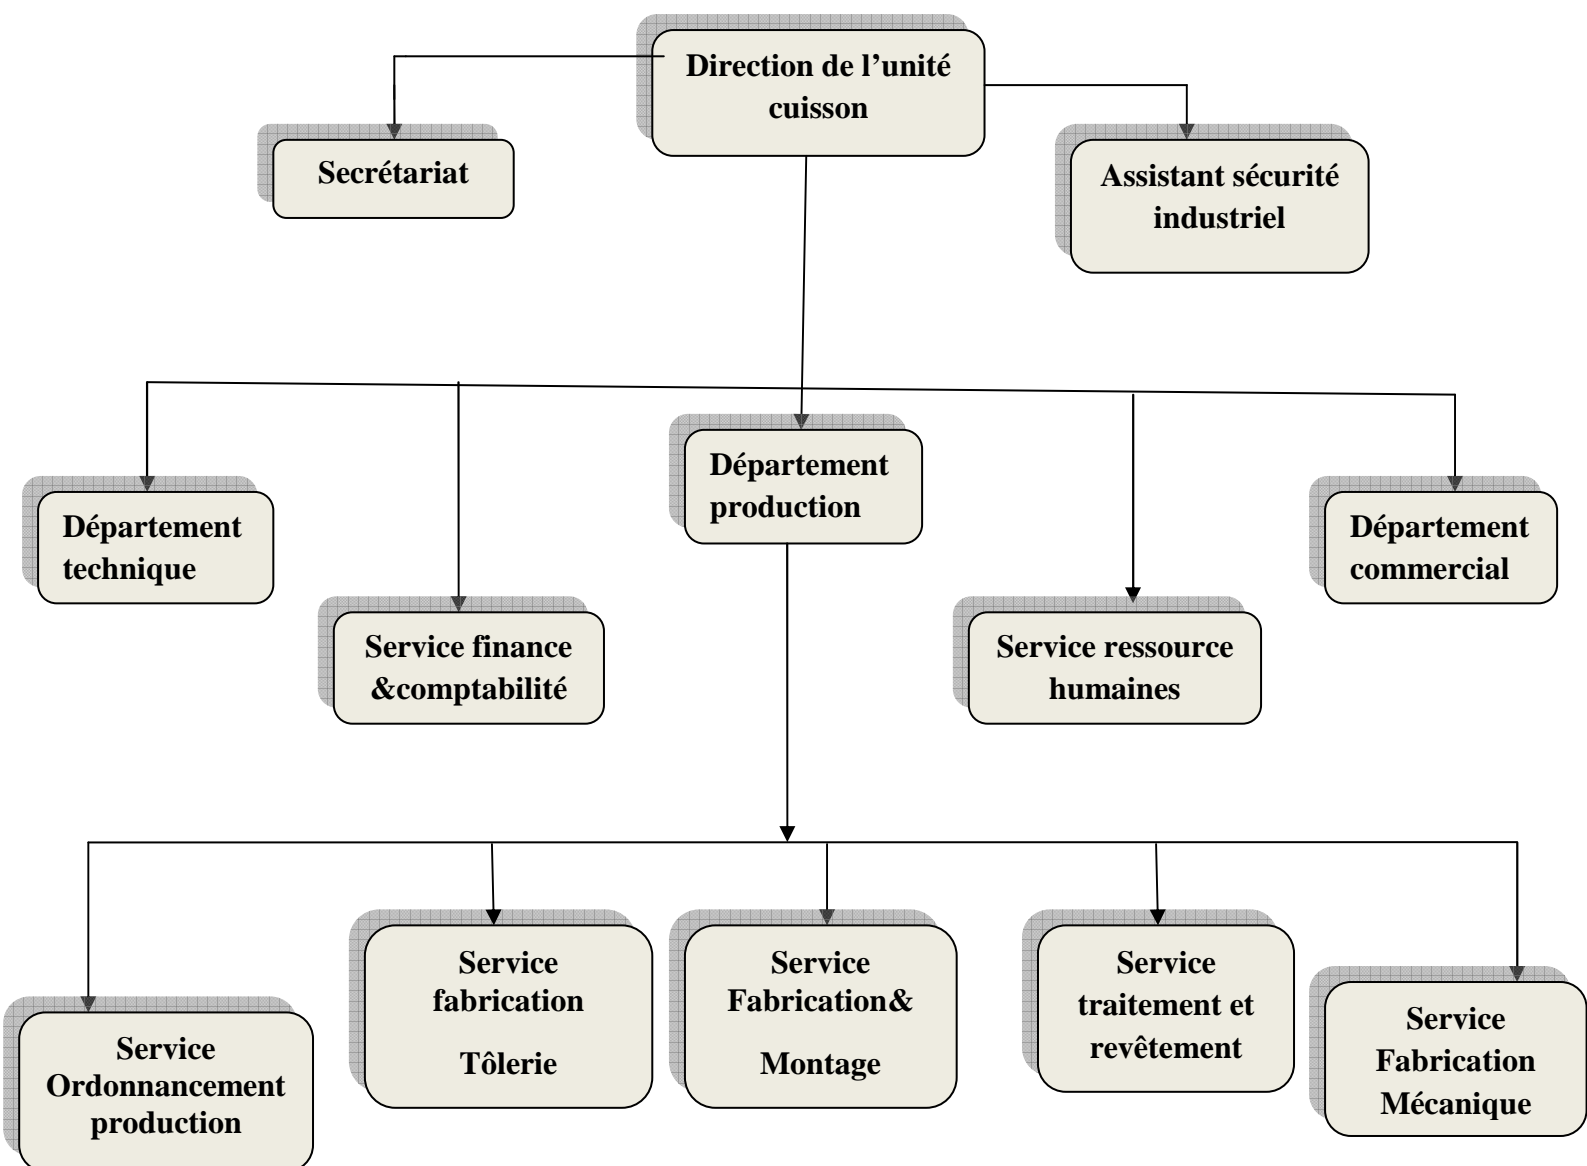 Direction de l’unité
cuisson
Secrétariat
Assistant sécurité
industriel
Département
production
Département
technique
Département
commercial
Service finance
&comptabilité
Service ressource
humaines
Service
Ordonnancement
production
Service
fabrication
Tôlerie
Service
Fabrication&
Montage
Service
traitement et
revêtement
Service
Fabrication
Mécanique